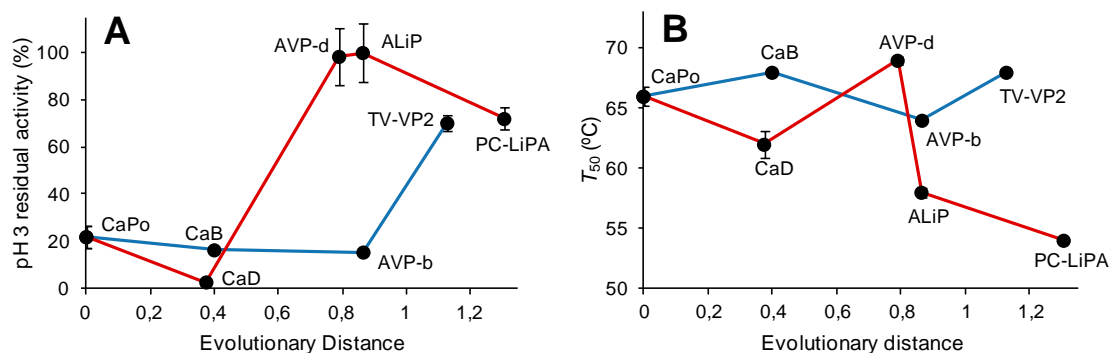 A
pH 3 residual activity (%)
100
80
60
40
20
0
0
0,2
0,4
0,6
0,8
1
1,2
Evolutionary Distance
CaPo
CaB
CaD
AVP-d
ALiP
AVP-b
TV-VP2
PC-LiPA
B
T50 (ºC)
70
65
60
55
50
0
0,2
0,4
0,6
0,8
1
1,2
Evolutionary distance
CaPo
CaB
CaD
AVP-d
AVP-b
TV-VP2
ALiP
PC-LiPA